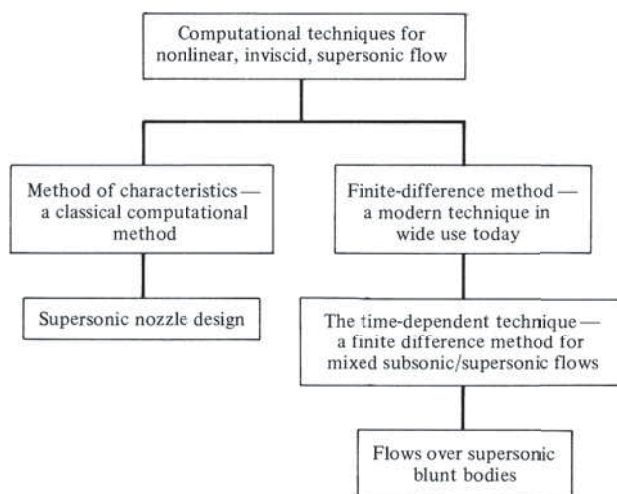 Computational techniques for
nonlinear, inviscid, supersonic flow
Method of characteristics —
a classical computational
method
Finite-difference method —
a modern technique in
wide use today
Supersonic nozzle design
The time-dependent technique —
a finite difference method for
mixed subsonic/supersonic flows
Flows over supersonic
blunt bodies